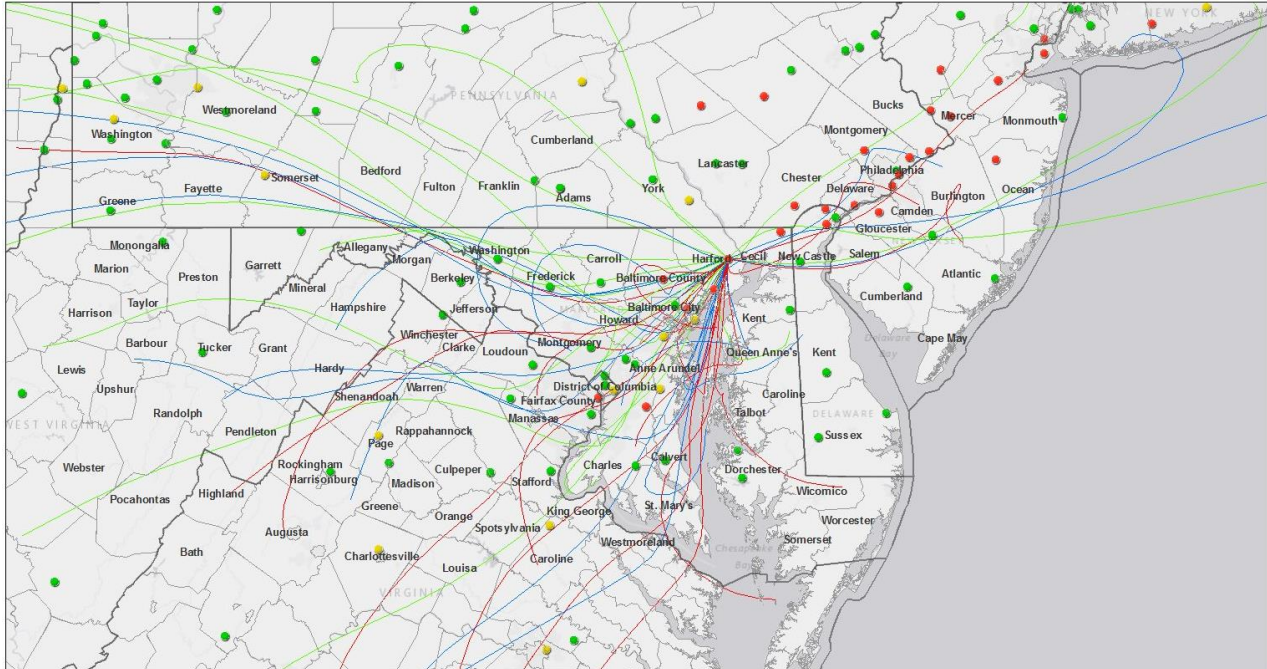 NEW YORK
PENNSYLVANIA
Bucks
Westmoreland
Mercer
Monmouth
Washington
Montgomery
Cumberland
Lancaster
Philadelphia
Bedford
Chester
Somerset
Fayette
Fulton
Franklin
Adams
York
Delaware
Ocean
Burlington
Greene
Camden
Gloucester
Monongalia
Allegany
Washington
Carroll
Harford
Cecil
New Castle
Salem
Marion
Preston
Garrett
Morgan
Berkeley
Frederick
Baltimore County
Atlantic
Mineral
Cumberland
Taylor
Hampshire
Jefferson
Baltimore City
Harrison
Howard
Kent
Winchester
Barbour
Tucker
Grant
Clarke
Loudoun
Montgomery
Queen Anne's
Kent
Delaware
Bay
Cape May
Lewis
Hardy
Anne Arundel
Upshur
Warren
District of Columbia
Caroline
Shenandoah
Fairfax County
Randolph
Manassas
Talbot
DELAWARE
WEST VIRGINIA
Pendleton
Rappahannock
Page
Sussex
Webster
Rockingham
Harrisonburg
Culpeper
Charles
Calvert
Dorchester
Madison
Stafford
Pocahontas
Highland
Wicomico
Greene
King George
St. Mary's
Orange
Spotsylvania
Worcester
Augusta
Westmoreland
Somerset
Bath
Charlottesville
Caroline
Chesapeake
Bay
Louisa
VIRGINIA